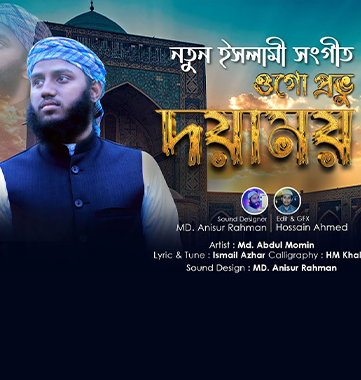 নতুন ইসলামী সংগীত
ওগো প্রভু
দয়াময়
Sound Designer
MD. Anisur Rahman
Edit & GFX
Hossain Ahmed
Artist : Md. Abdul Momin
Lyric & Tune : Ismail Azhar Calligraphy : HM Khal
Sound Design : MD. Anisur Rahman